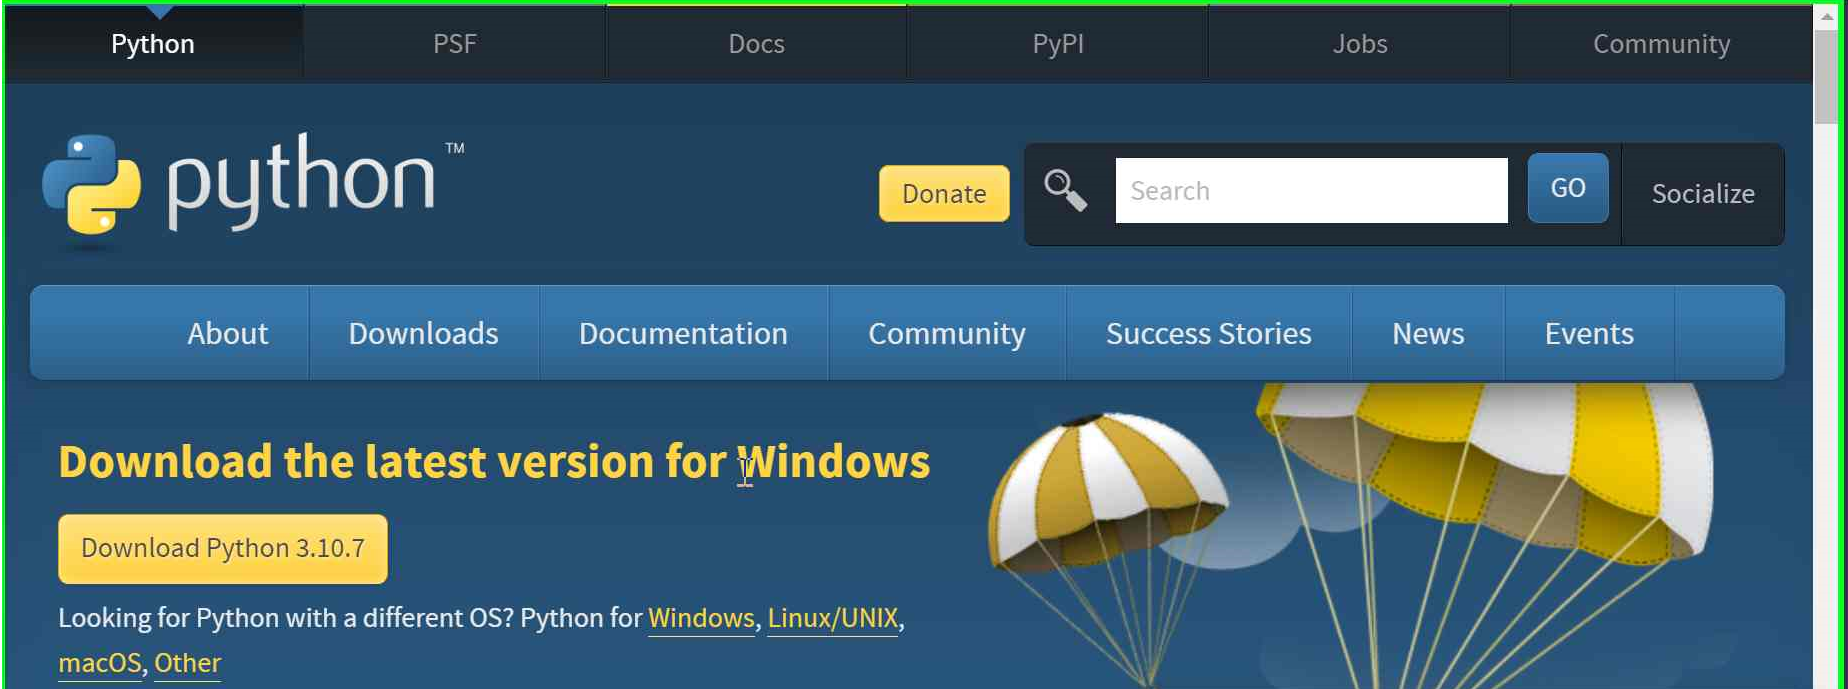 Python PSF Docs PyPI Jobs Community
python™ Donate Search GO Socialize
About Downloads Documentation Community Success Stories News Events
Download the latest version for Windows
Download Python 3.10.7
Looking for Python with a different OS? Python for Windows, Linux/UNIX,
macOS, Other